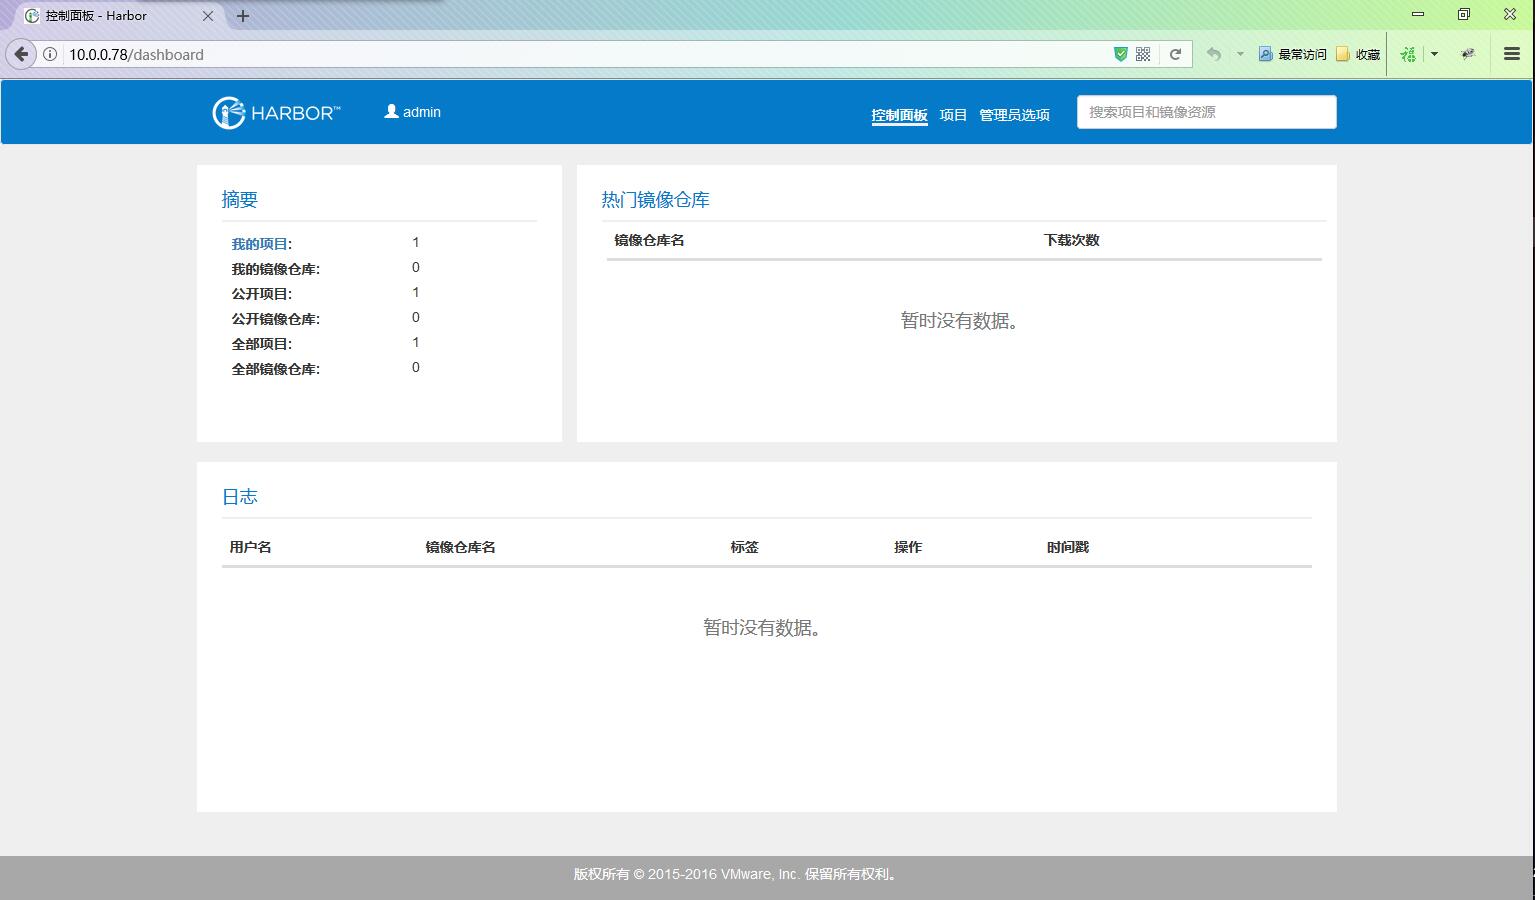 控制面板 - Harbor
10.0.0.78/dashboard
最常访问 收藏 福
HARBOR™ admin 控制面板 项目 管理员选项 搜索项目和镜像资源
摘要
我的项目: 1
我的镜像仓库: 0
公开项目: 1
公开镜像仓库: 0
全部项目: 1
全部镜像仓库: 0
热门镜像仓库
镜像仓库名 下载次数
暂时没有数据。
日志
用户名 镜像仓库名 标签 操作 时间戳
暂时没有数据。
版权所有 © 2015-2016 VMware, Inc. 保留所有权利。